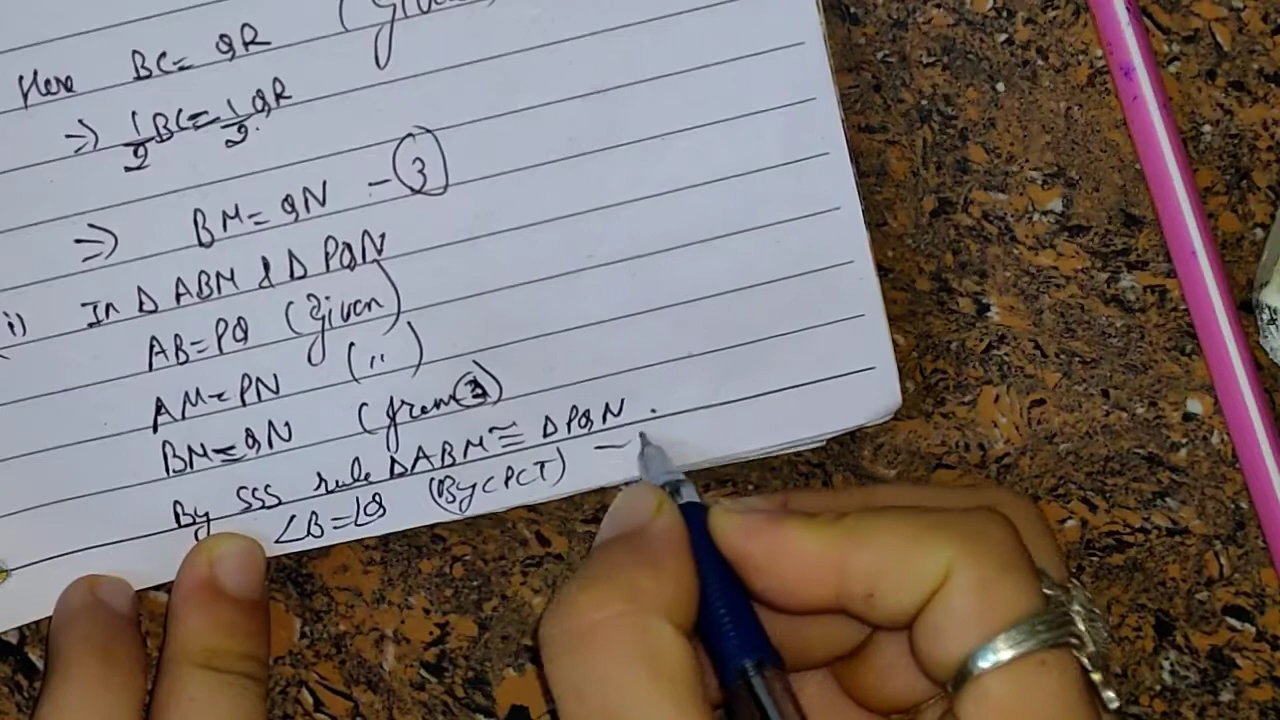 Here BC = QR (Given
=) 1/2 BC = 1/2 QR
=) BM = QN - 3
i) In Δ ABM & Δ PQN
AB = PQ (Given)
AM = PN (")
BM = QN (from 3)
By SSS rule Δ ABM ≅ Δ PQN.
∠B = ∠Q (By CPCT) -